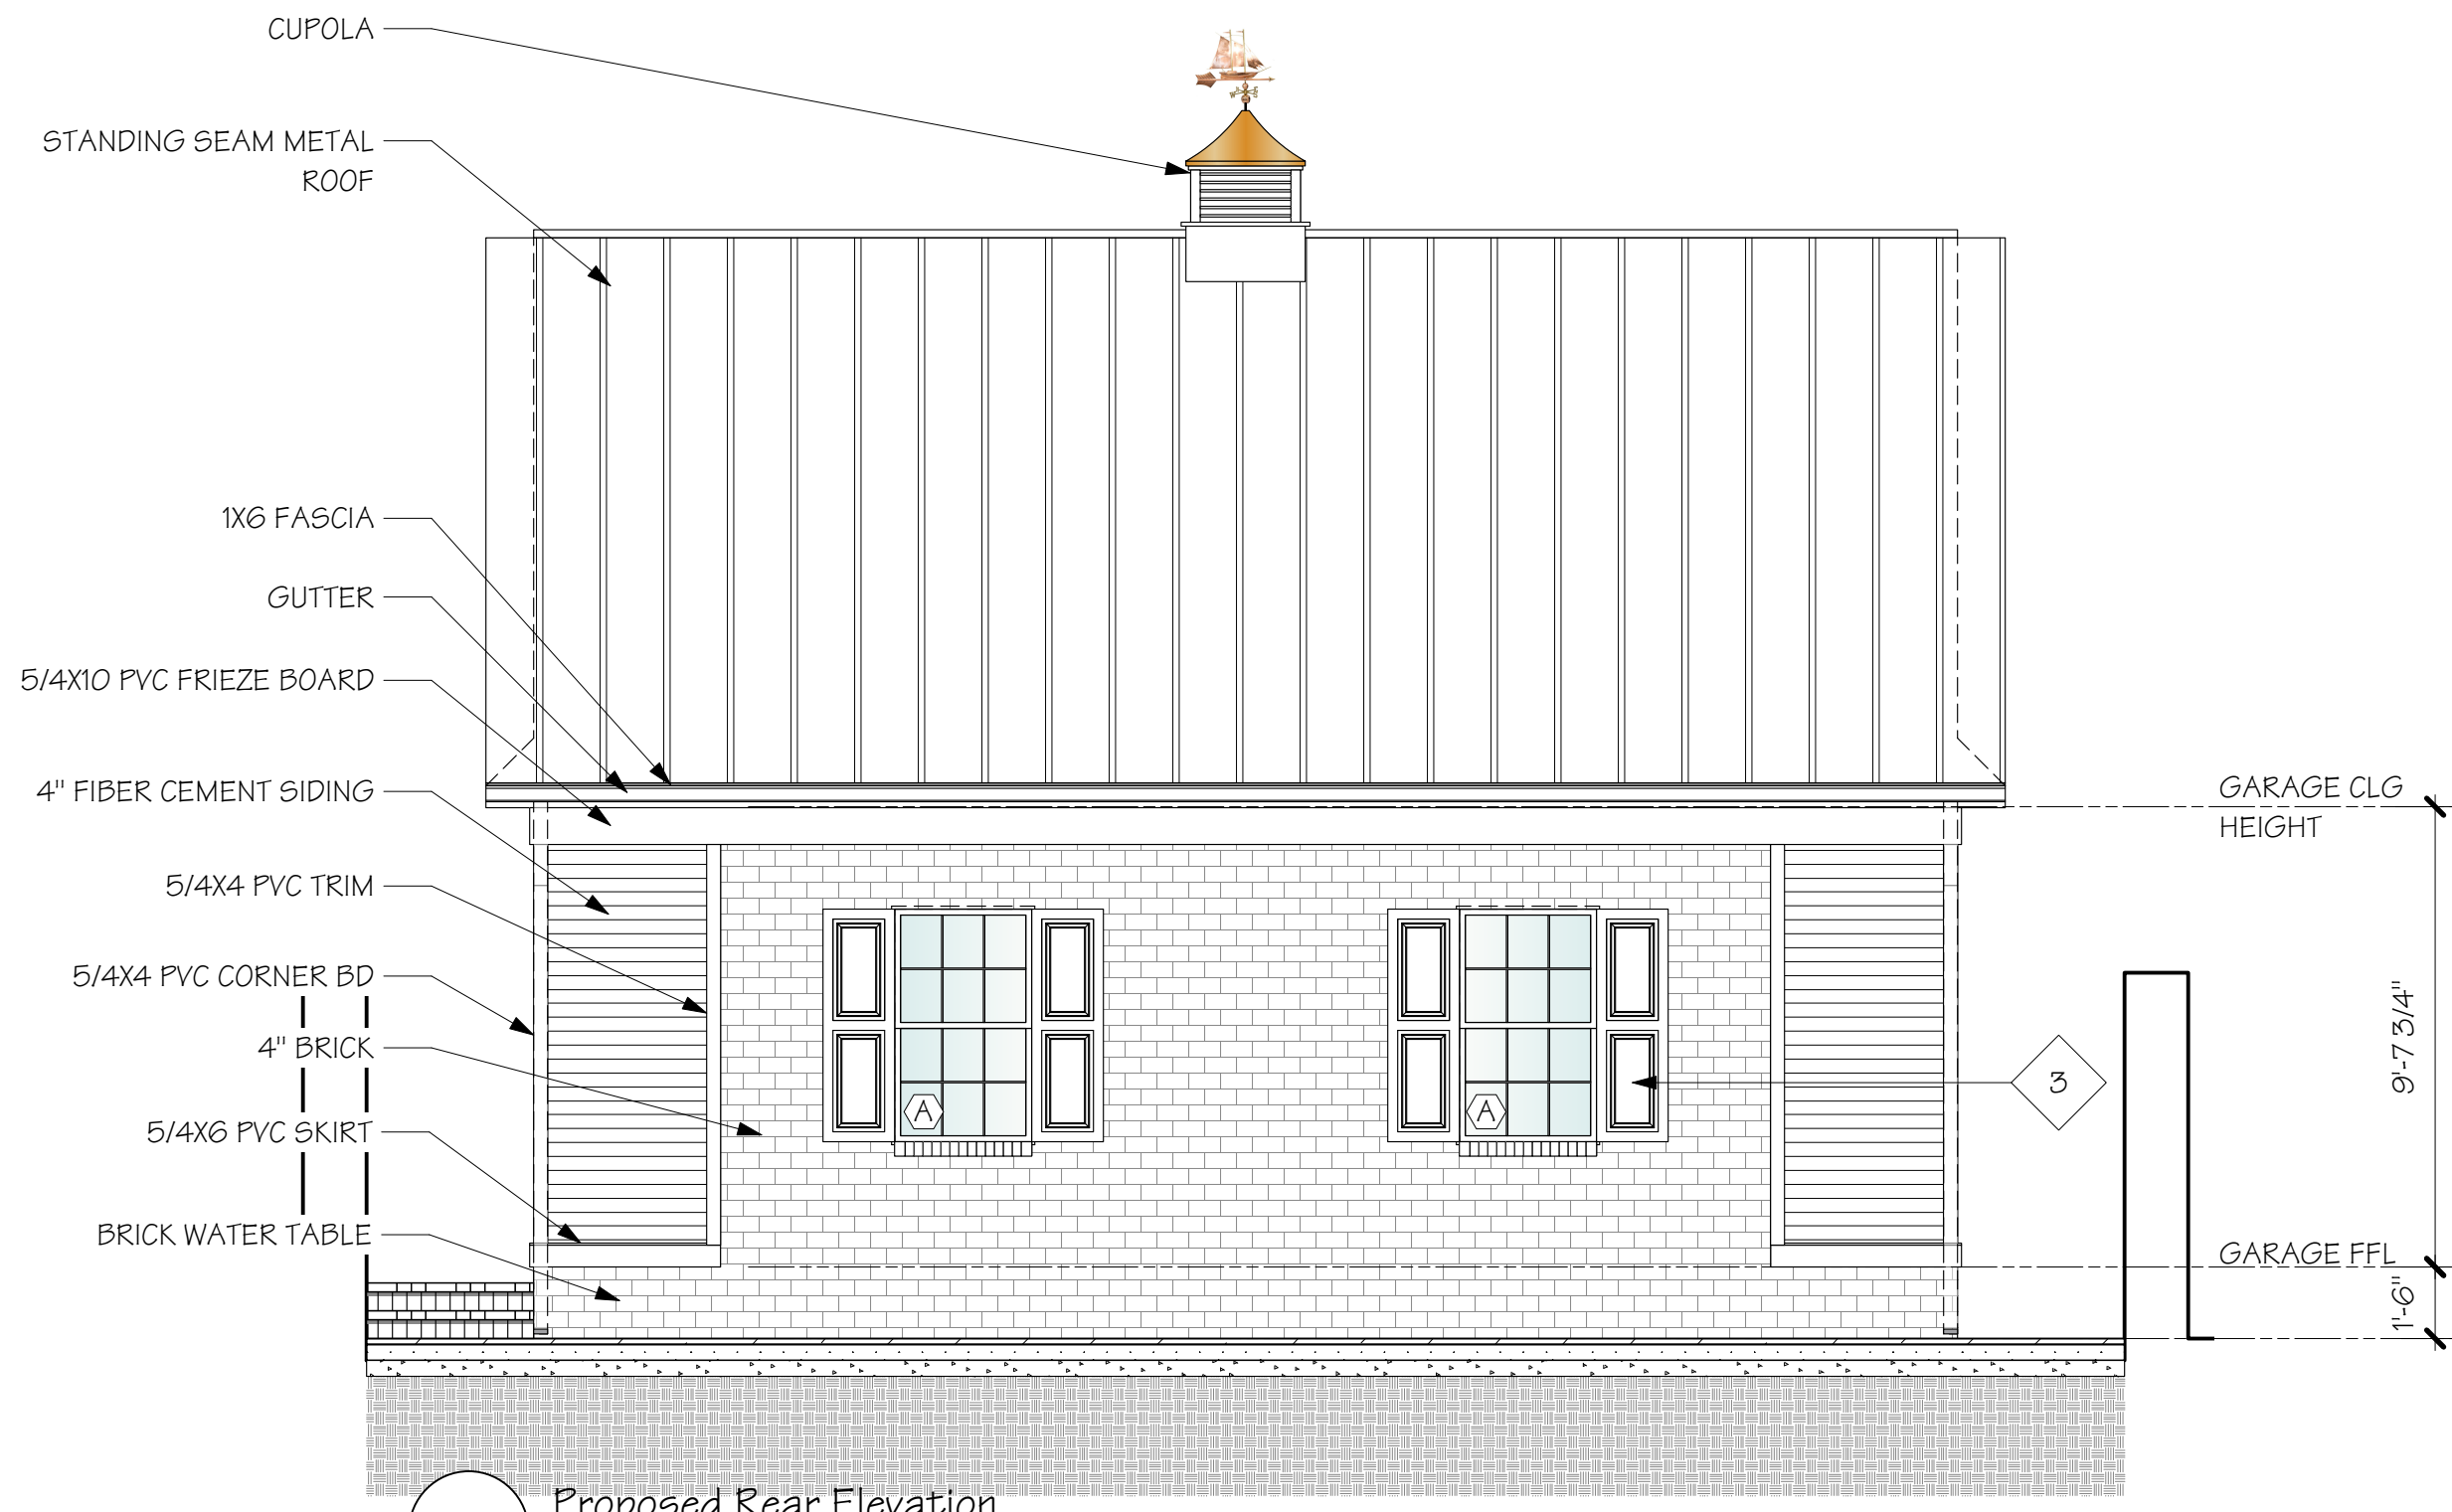 CUPOLA
STANDING SEAM METAL
ROOF
1X6 FASCIA
GUTTER
5/4X10 PVC FRIEZE BOARD
4" FIBER CEMENT SIDING
5/4X4 PVC TRIM
5/4X4 PVC CORNER BD
4" BRICK
5/4X6 PVC SKIRT
BRICK WATER TABLE
A
A
3
GARAGE CLG
HEIGHT
9'-7 3/4"
GARAGE FFL
1'-6"
Proposed Rear Elevation